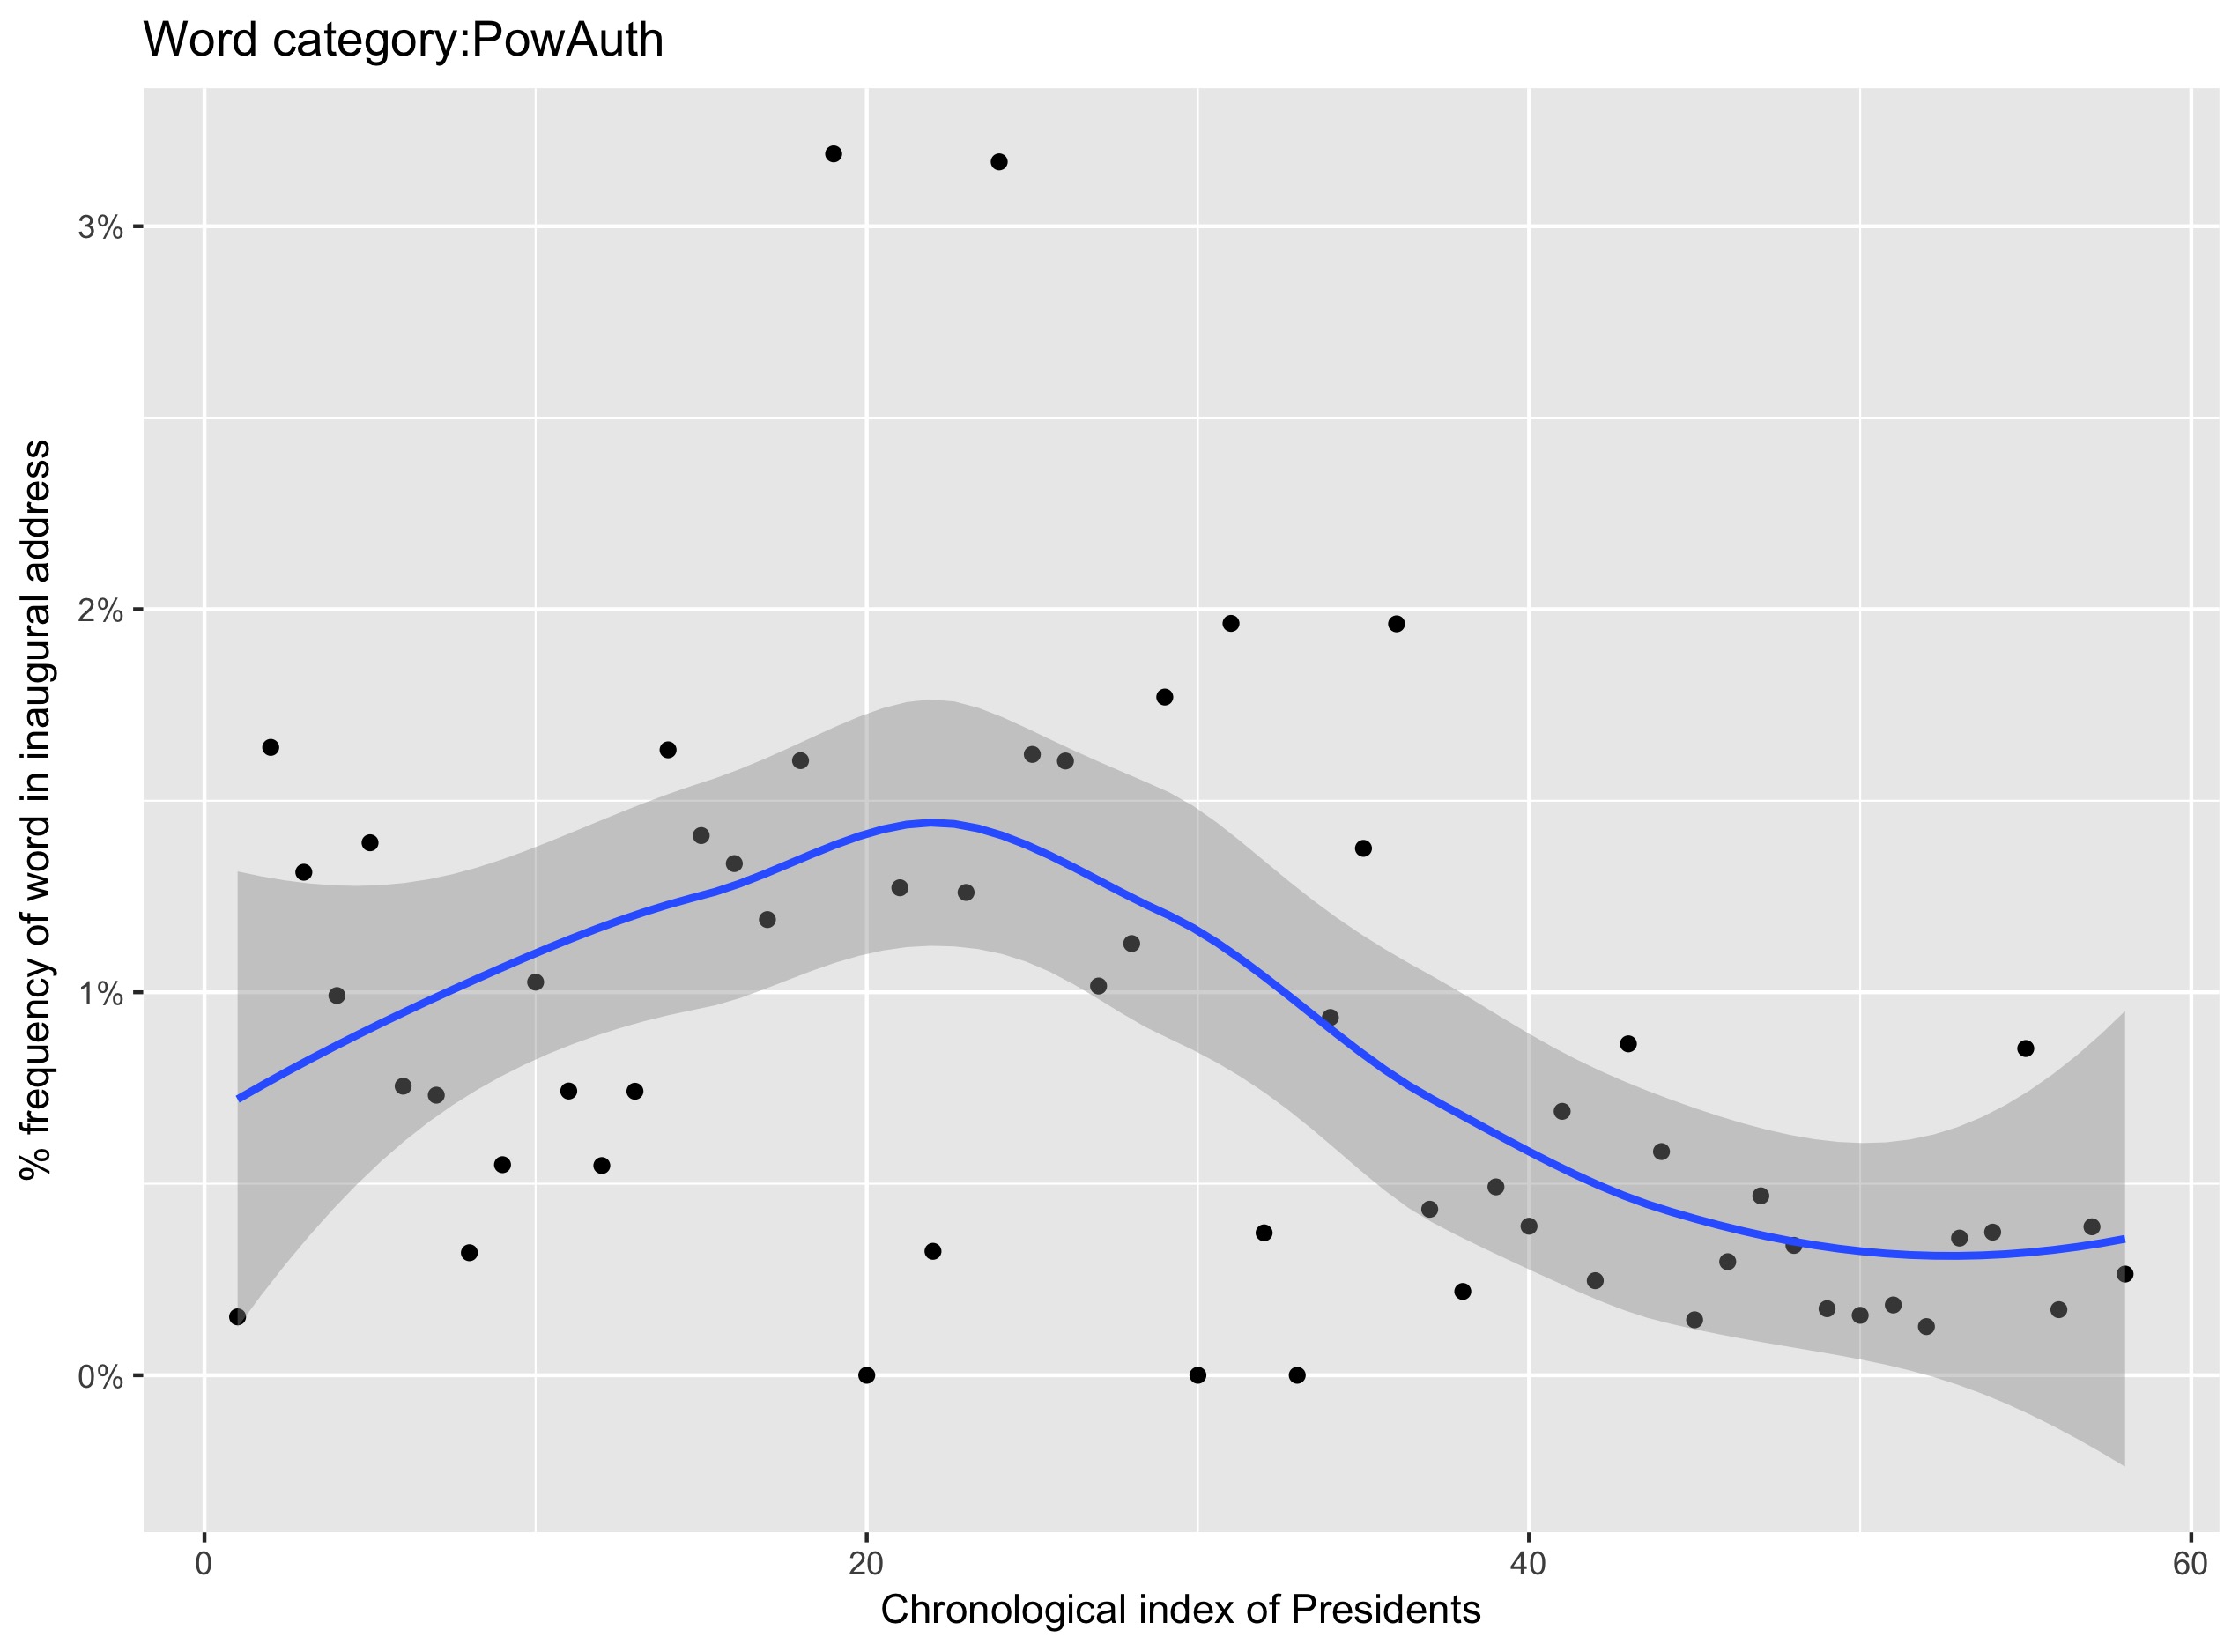 Word category:PowAuth
% frequency of word in inaugural address
3%
2%
1%
0%
0
20
40
60
Chronological index of Presidents